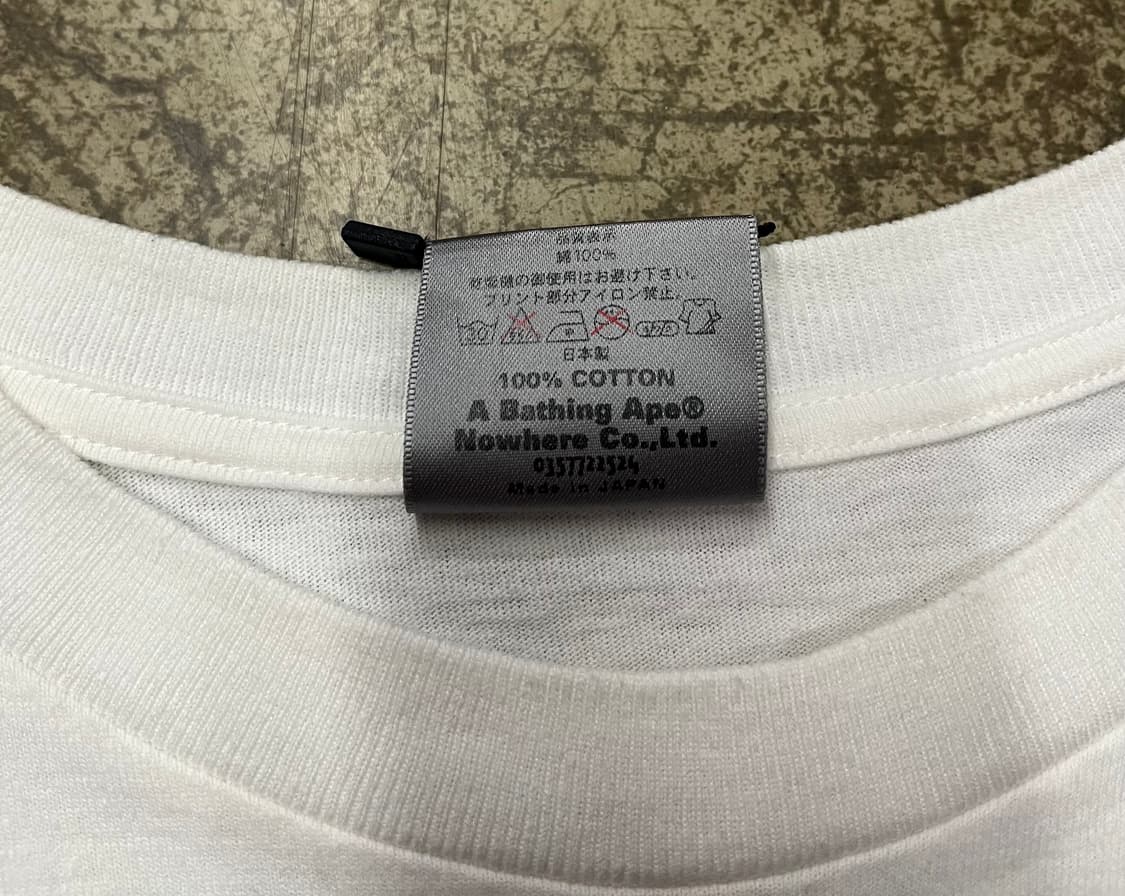 品質表示
綿100%
乾燥機の御使用はお避け下さい。
プリント部分アイロン禁止。
日本製
100% COTTON
A Bathing Ape®
Nowhere Co.,Ltd.
0357722524
Made in JAPAN